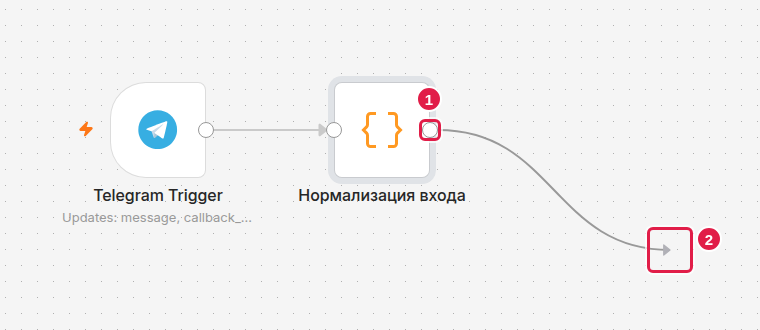 1
Telegram Trigger
Нормализация входа
Updates: message, callback_...
2